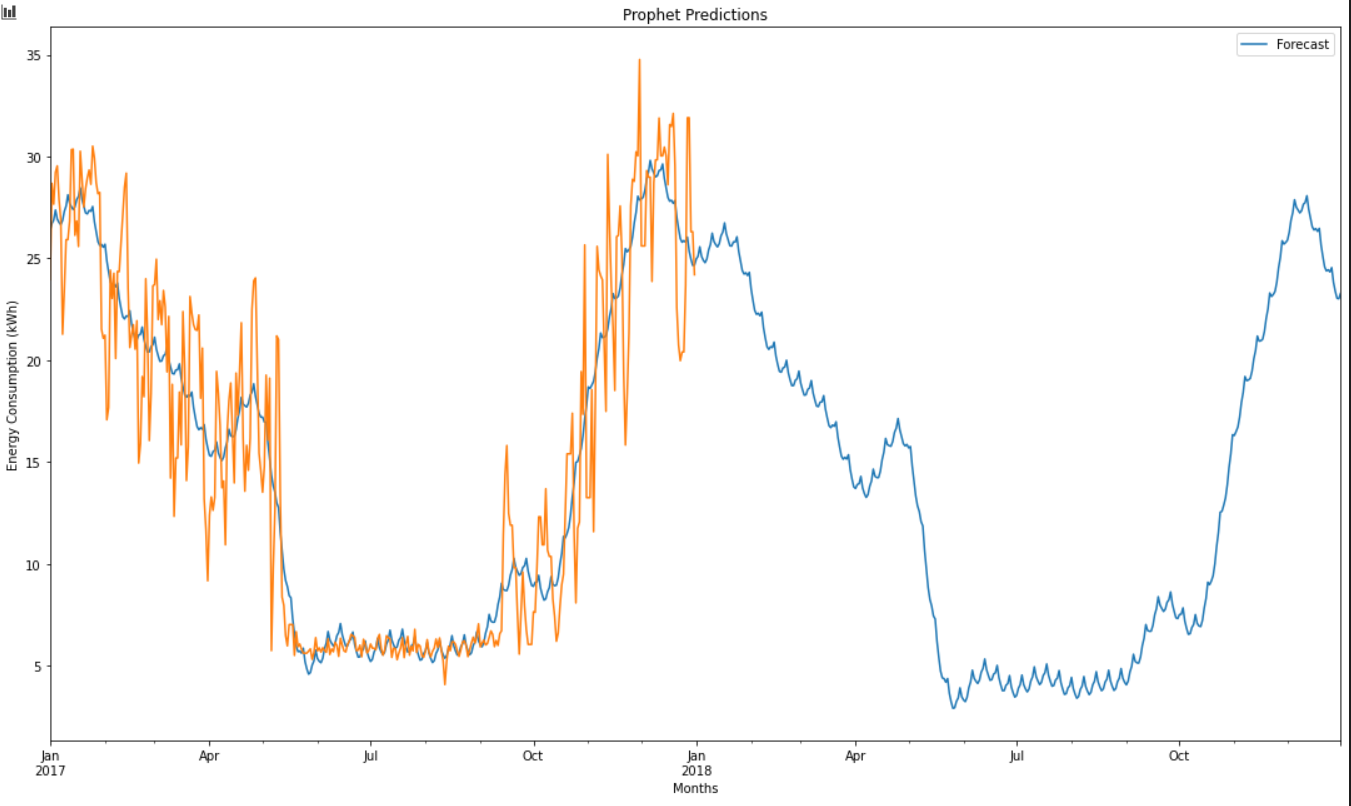 Prophet Predictions
Forecast
35
30
25
20
15
10
5
Energy Consumption (kWh)
Jan Apr Jul Oct Jan Apr Jul Oct
2017 2018
Months